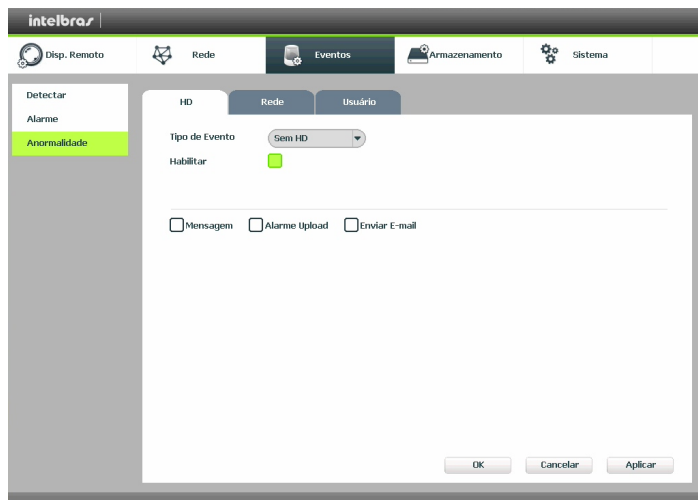 intelbras
Disp. Remoto Rede Eventos Armazenamento Sistema
Detectar
Alarme
Anormalidade
HD Rede Usuário
Tipo de Evento Sem HD
Habilitar
Mensagem Alarme Upload Enviar E-mail
OK Cancelar Aplicar